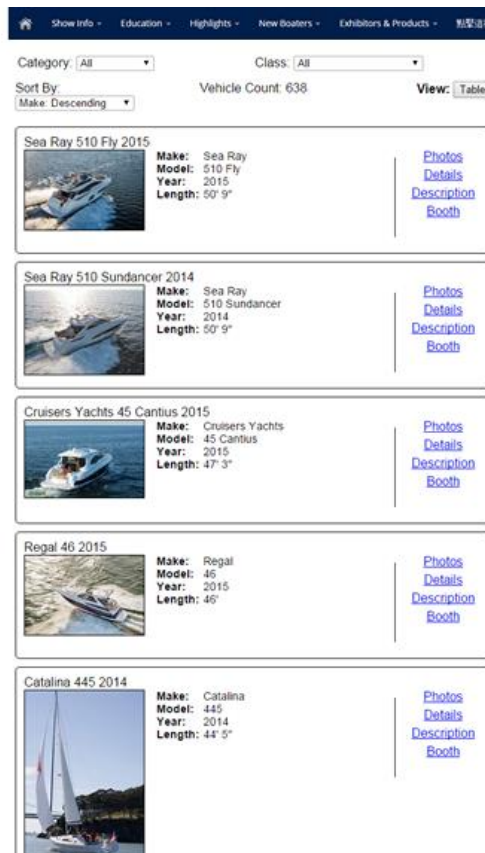 Show Info Education Highlights New Boaters Exhibitors & Products
Category: All Class: All
Sort By: Vehicle Count: 638 View: Table
Make: Descending
Sea Ray 510 Fly 2015
Make: Sea Ray Photos
Model: 510 Fly Details
Year: 2015 Description
Length: 50' 9" Booth
Sea Ray 510 Sundancer 2014
Make: Sea Ray Photos
Model: 510 Sundancer Details
Year: 2014 Description
Length: 50' 9" Booth
Cruisers Yachts 45 Cantius 2015
Make: Cruisers Yachts Photos
Model: 45 Cantius Details
Year: 2015 Description
Length: 47' 3" Booth
Regal 46 2015
Make: Regal Photos
Model: 46 Details
Year: 2015 Description
Length: 46' Booth
Catalina 445 2014
Make: Catalina Photos
Model: 445 Details
Year: 2014 Description
Length: 44' 5" Booth